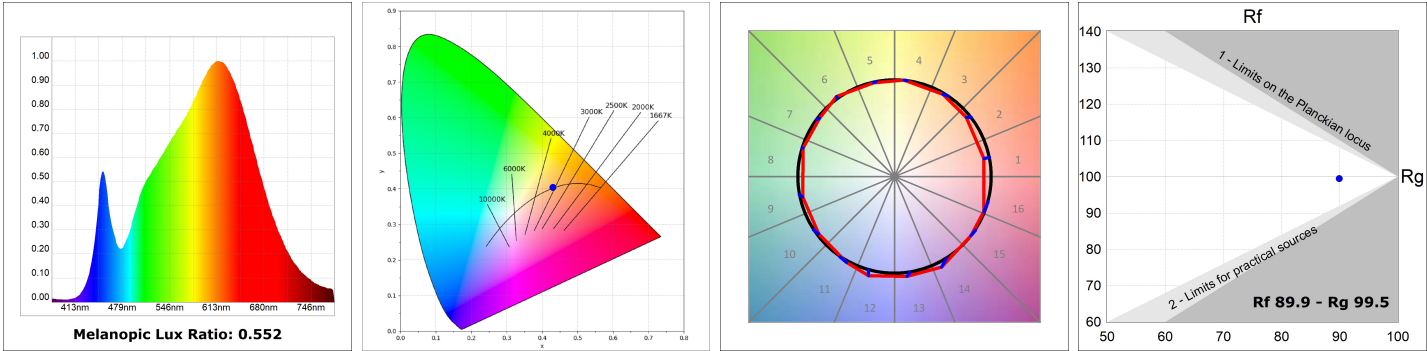 1.00
0.90
0.80
0.70
0.60
0.50
0.40
0.30
0.20
0.10
0.00
413nm 479nm 546nm 613nm 680nm 746nm
Melanopic Lux Ratio: 0.552
0.9
0.8
0.7
0.6
0.5
0.4
0.3
0.2
0.1
0.0
y
0.0 0.1 0.2 0.3 0.4 0.5 0.6 0.7 0.8
x
10000K
6000K
4000K
3000K
2500K
2000K
1667K
1
2
3
4
5
6
7
8
9
10
11
12
13
14
15
16
Rf
140
130
120
110
100
90
80
70
60
50 60 70 80 90 100
Rg
1 - Limits on the Planckian locus
2 - Limits for practical sources
Rf 89.9 - Rg 99.5